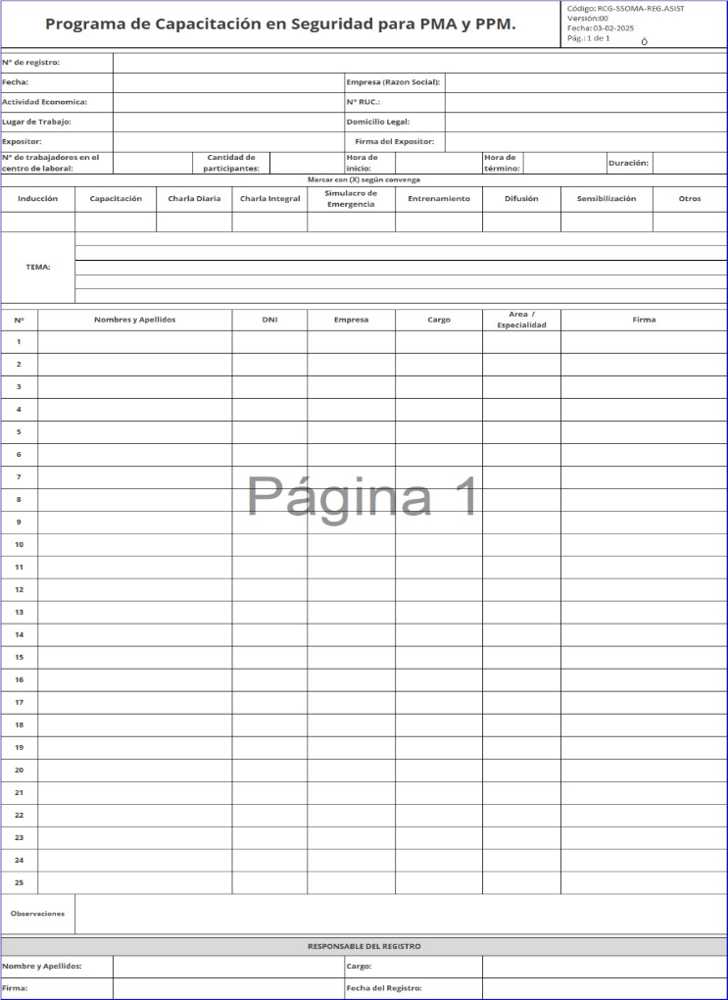 Programa de Capacitación en Seguridad para PMA y PPM.
Código: RCG-SSOMA-REG.ASIST
Versión:00
Fecha: 03-02-2025
Pág.: 1 de 1
Ó
N° de registro:
Fecha: Empresa (Razon Social):
Actividad Economica: N° RUC.:
Lugar de Trabajo: Domicilio Legal:
Expositor: Firma del Expositor:
N° de trabajadores en el centro de laboral: Cantidad de participantes: Hora de inicio: Hora de término: Duración:
Marcar con (X) según convenga
Inducción Capacitación Charla Diaria Charla Integral Simulacro de Emergencia Entrenamiento Difusión Sensibilización Otros
TEMA:
N° Nombres y Apellidos DNI Empresa Cargo Area / Especialidad Firma
1
2
3
4
5
6
7
Página 1
8
9
10
11
12
13
14
15
16
17
18
19
20
21
22
23
24
25
Observaciones
RESPONSABLE DEL REGISTRO
Nombre y Apellidos: Cargo:
Firma: Fecha del Registro: